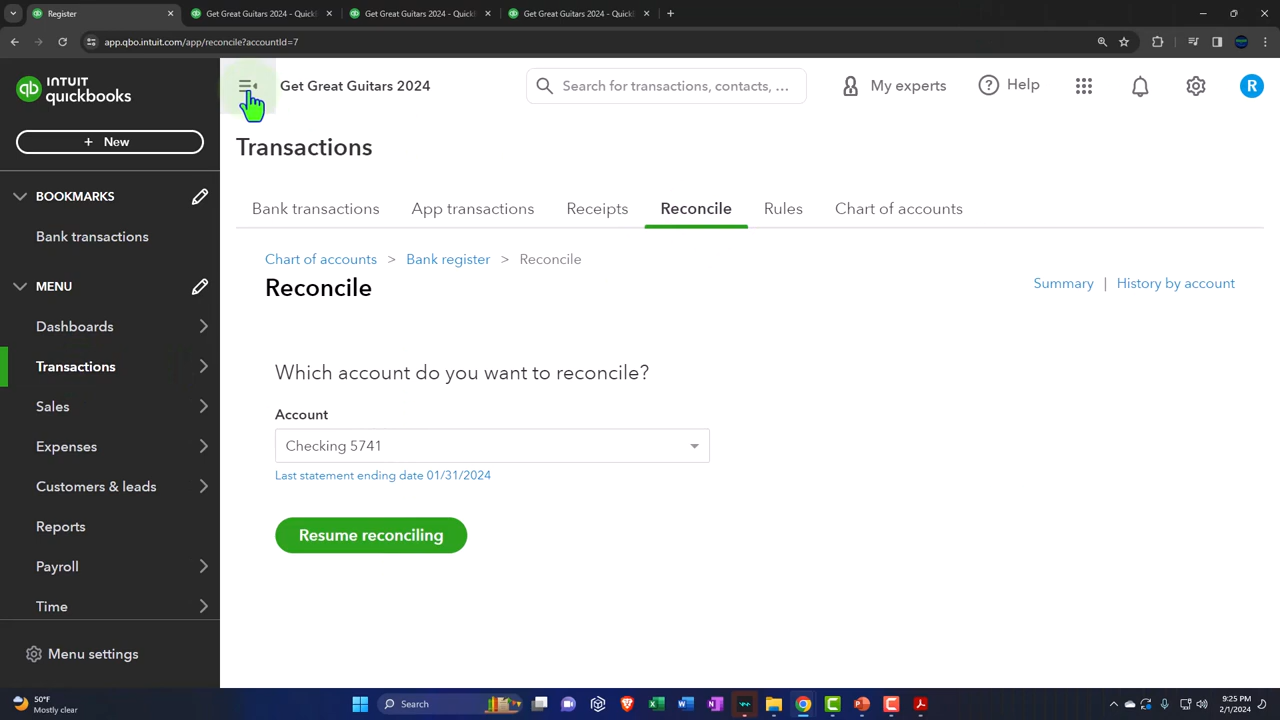 Register
Get Great Guitars 2024 - Quick
Get Great Guitars 2024 - Quick
Get Great Guitars 2024 - Quick
app.qbo.intuit.com/app/reconcile?accountId=7
INTUIT
quickbooks
Get Great Guitars 2024
Search for transactions, contacts, ...
My experts
Help
R
+ New
Transactions
BOOKMARKS
Bank transactions
MENU
Dashboards
Transactions
Sales
Expenses
Customers & leads
Reports
Payroll
Time
Menu settings
Bank transactions App transactions Receipts Reconcile Rules Chart of accounts
Chart of accounts > Bank register > Reconcile
Reconcile
Summary | History by account
Which account do you want to reconcile?
Account
Checking 5741
Last statement ending date 01/31/2024
Resume reconciling
50°F
Mostly clear
Search
9:25 PM
2/1/2024